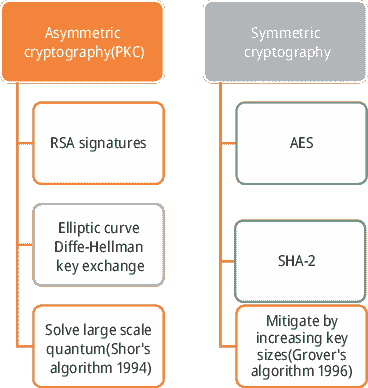 Asymmetric
cryptography(PKC)
RSA signatures
Elliptic curve
Diffe-Hellman
key exchange
Solve large scale
quantum(Shor's
algorithm 1994)
Symmetric
cryptography
AES
SHA-2
Mitigate by
increasing key
sizes(Grover's
algorithm 1996)